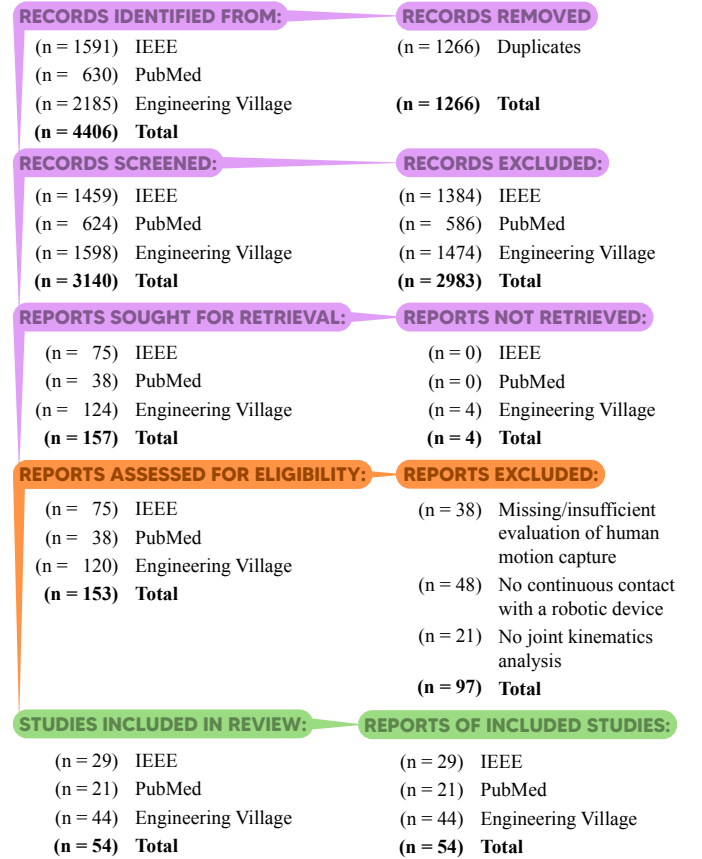 RECORDS IDENTIFIED FROM:
(n = 1591) IEEE
(n = 630) PubMed
(n = 2185) Engineering Village
(n = 4406) Total
RECORDS REMOVED
(n = 1266) Duplicates
(n = 1266) Total
RECORDS SCREENED:
(n = 1459) IEEE
(n = 624) PubMed
(n = 1598) Engineering Village
(n = 3140) Total
RECORDS EXCLUDED:
(n = 1384) IEEE
(n = 586) PubMed
(n = 1474) Engineering Village
(n = 2983) Total
REPORTS SOUGHT FOR RETRIEVAL:
(n = 75) IEEE
(n = 38) PubMed
(n = 124) Engineering Village
(n = 157) Total
REPORTS NOT RETRIEVED:
(n = 0) IEEE
(n = 0) PubMed
(n = 4) Engineering Village
(n = 4) Total
REPORTS ASSESSED FOR ELIGIBILITY:
(n = 75) IEEE
(n = 38) PubMed
(n = 120) Engineering Village
(n = 153) Total
REPORTS EXCLUDED:
(n = 38) Missing/insufficient
evaluation of human
motion capture
(n = 48) No continuous contact
with a robotic device
(n = 21) No joint kinematics
analysis
(n = 97) Total
STUDIES INCLUDED IN REVIEW:
(n = 29) IEEE
(n = 21) PubMed
(n = 44) Engineering Village
(n = 54) Total
REPORTS OF INCLUDED STUDIES:
(n = 29) IEEE
(n = 21) PubMed
(n = 44) Engineering Village
(n = 54) Total